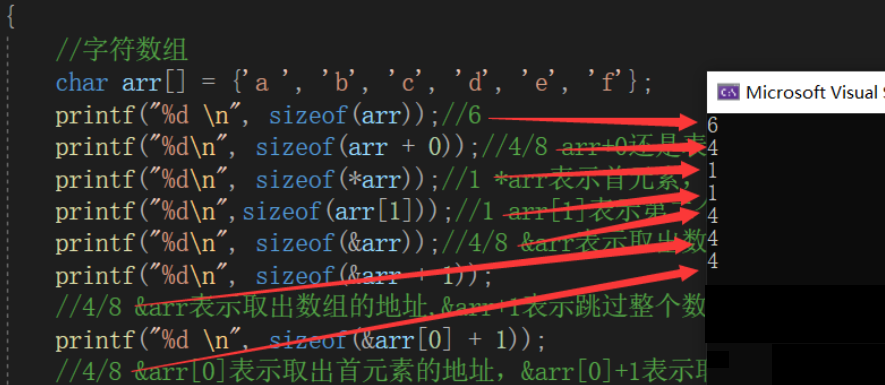 {
//字符数组
char arr[] = {'a ', 'b', 'c', 'd', 'e', 'f'};
printf("%d \n", sizeof(arr));//6
printf("%d\n", sizeof(arr + 0));//4/8 arr+0还是表
printf("%d\n", sizeof(*arr));//1 *arr表示首元素，
printf("%d\n",sizeof(arr[1]));//1 arr[1]表示第
printf("%d\n", sizeof(&arr));//4/8 &arr表示取出数
printf("%d\n", sizeof(&arr + 1));
//4/8 &arr表示取出数组的地址,&arr+1表示跳过整个数
printf("%d \n", sizeof(&arr[0] + 1));
//4/8 &arr[0]表示取出首元素的地址，&arr[0]+1表示取
Microsoft Visual S
6
4
1
1
4
4
4